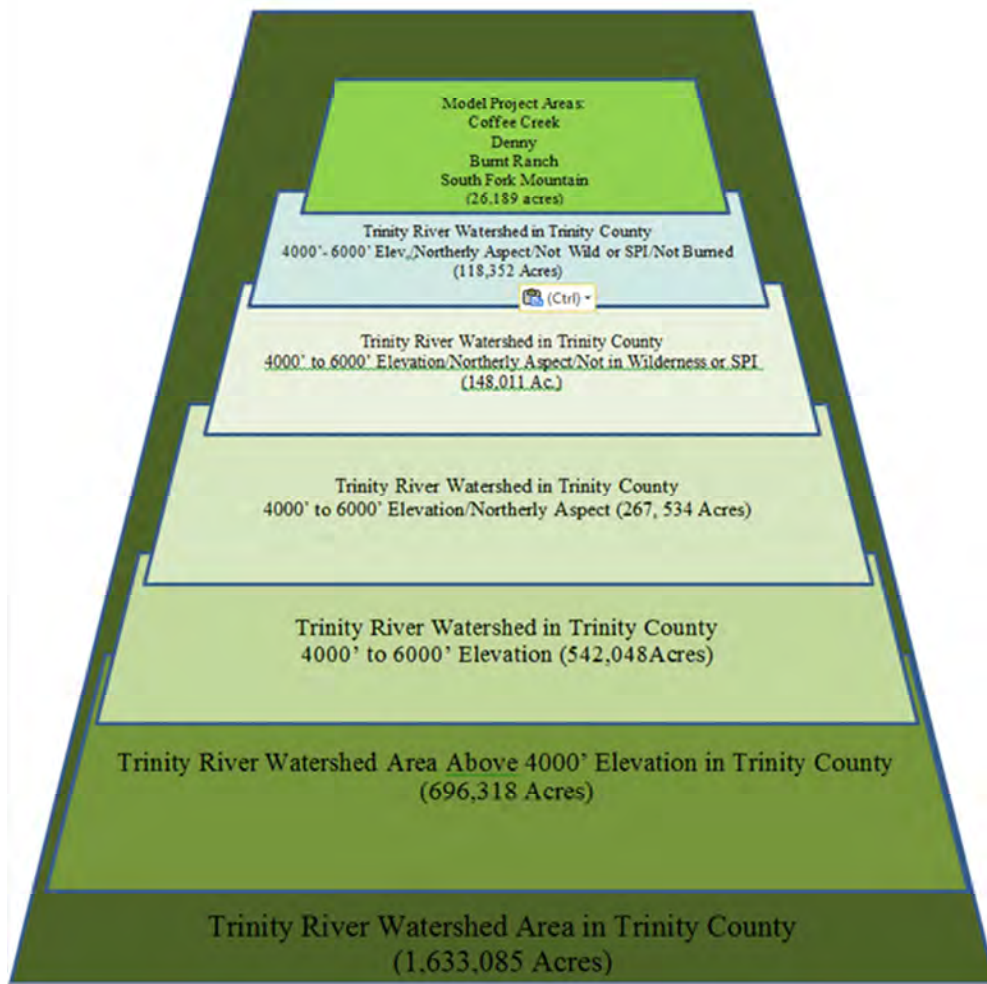 Model Project Areas:
Coffee Creek
Denny
Burnt Ranch
South Fork Mountain
(26,189 acres)
Trinity River Watershed in Trinity County
4000’- 6000’ Elev,/Northerly Aspect/Not Wild or SPI/Not Burned
(118,352 Acres)
(Ctrl)
Trinity River Watershed in Trinity County
4000’ to 6000’ Elevation/Northerly Aspect/Not in Wilderness or SPI
(148,011 Ac.)
Trinity River Watershed in Trinity County
4000’ to 6000’ Elevation/Northerly Aspect (267, 534 Acres)
Trinity River Watershed in Trinity County
4000’ to 6000’ Elevation (542,048Acres)
Trinity River Watershed Area Above 4000’ Elevation in Trinity County
(696,318 Acres)
Trinity River Watershed Area in Trinity County
(1,633,085 Acres)